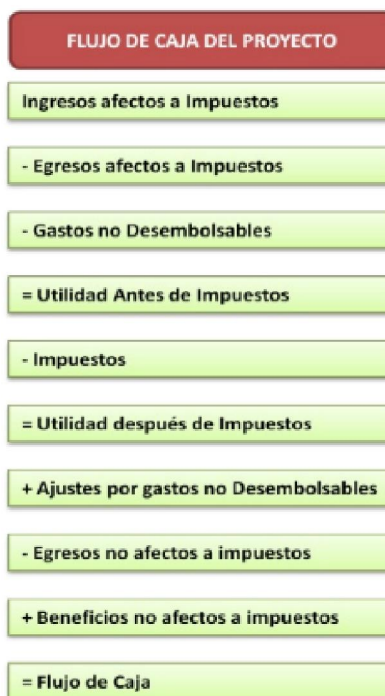 FLUJO DE CAJA DEL PROYECTO
Ingresos afectos a Impuestos
- Egresos afectos a Impuestos
- Gastos no Desembolsables
= Utilidad Antes de Impuestos
- Impuestos
= Utilidad después de Impuestos
+ Ajustes por gastos no Desembolsables
- Egresos no afectos a impuestos
+ Beneficios no afectos a impuestos
= Flujo de Caja